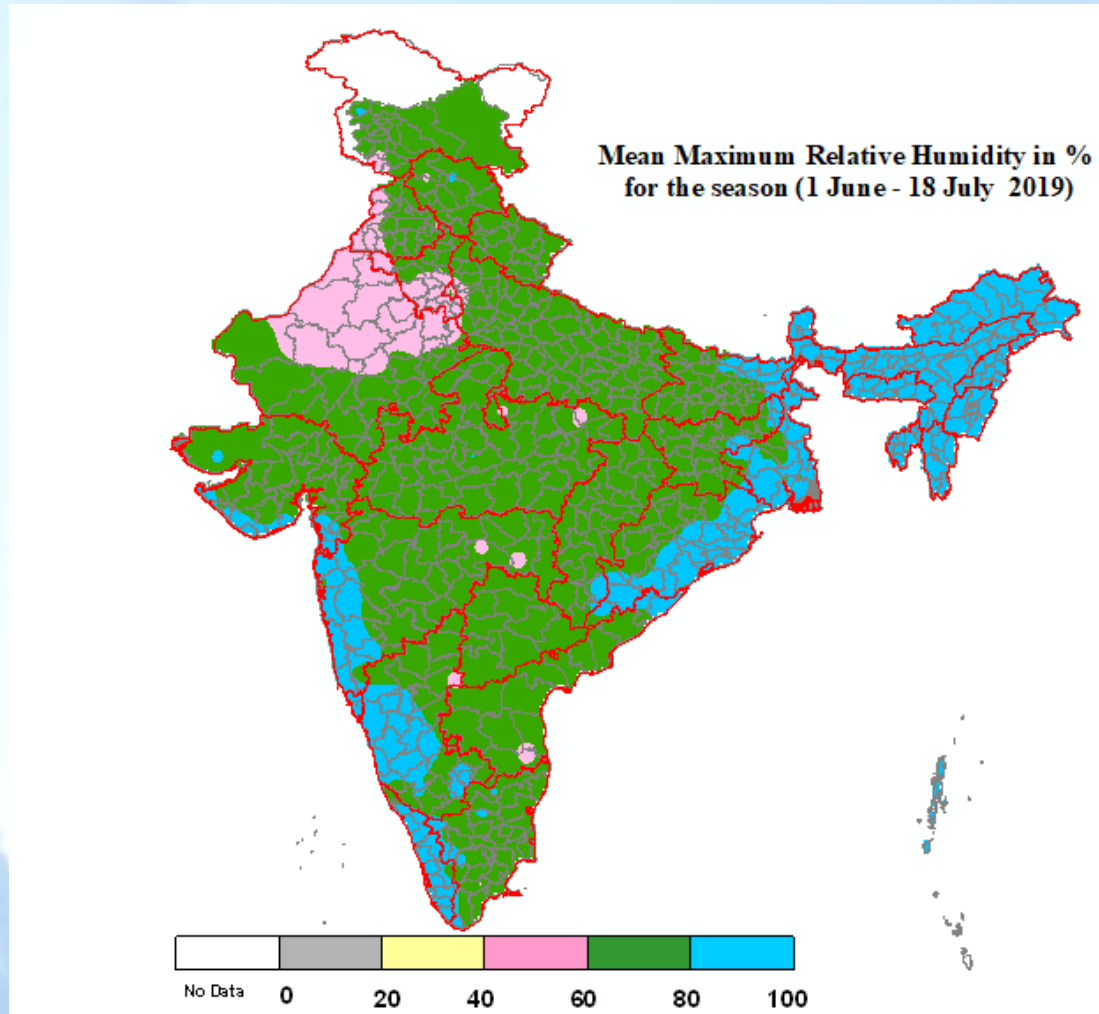 Mean Maximum Relative Humidity in %
for the season (1 June - 18 July 2019)
No Data 0 20 40 60 80 100